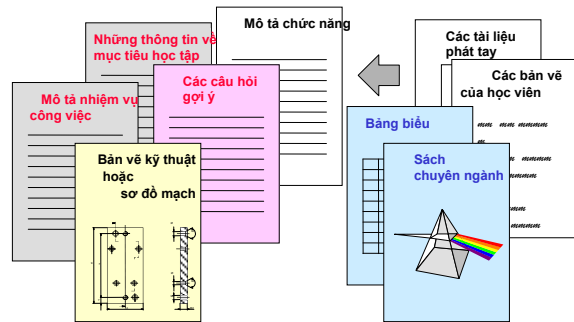 Những thông tin về
mục tiêu học tập
Mô tả chức năng
Các câu hỏi
gợi ý
Mô tả nhiệm vụ
công việc
Bản vẽ kỹ thuật
hoặc
sơ đồ mạch
Các tài liệu
phát tay
Các bản vẽ
của học viên
Bảng biểu
Sách
chuyên ngành